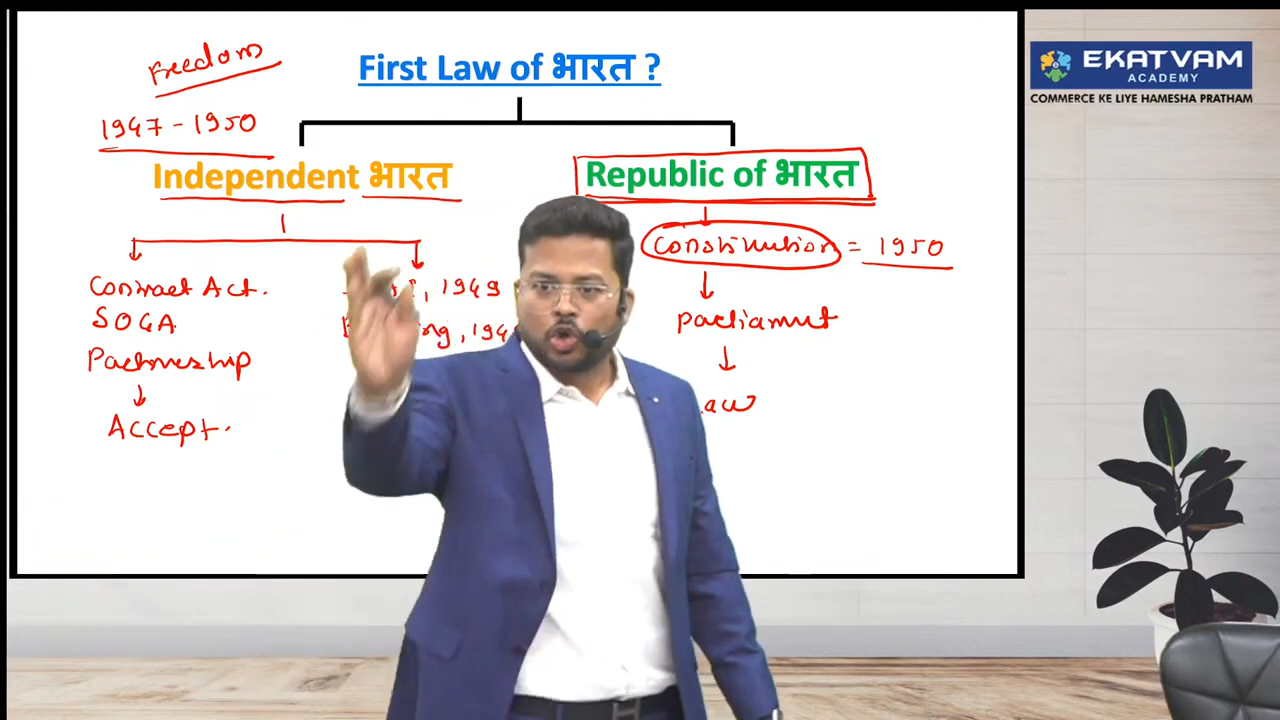 Freedom
First Law of भारत ?
1947 - 1950
Independent भारत
Republic of भारत
Constitution = 1950
Contract Act.
, 1949
SOGA
Parliament
Partnership
Law
Accept.
EKATVAM
ACADEMY
COMMERCE KE LIYE HAMESHA PRATHAM